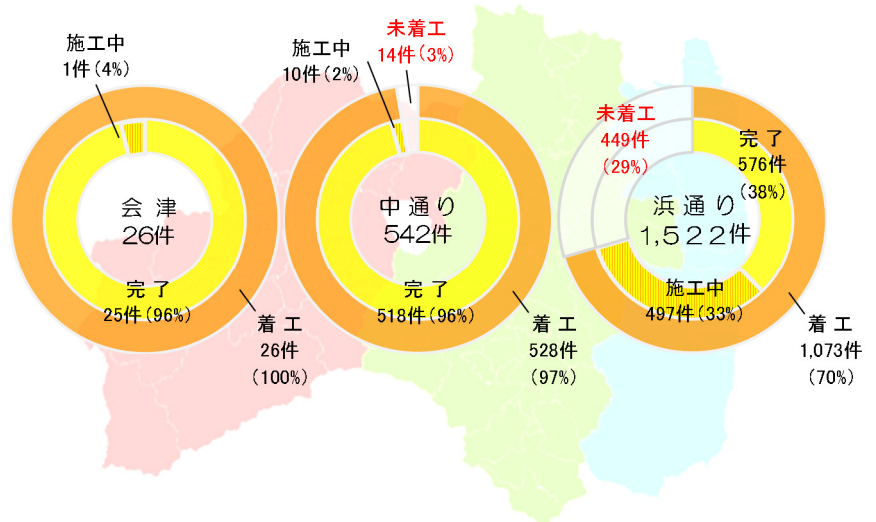 施工中
1件(4%)
会津
26件
完了
25件(96%)
着工
26件
(100%)
施工中
10件(2%)
未着工
14件(3%)
中通り
542件
完了
518件(96%)
着工
528件
(97%)
未着工
449件
(29%)
完了
576件
(38%)
浜通り
1,522件
施工中
497件(33%)
着工
1,073件
(70%)